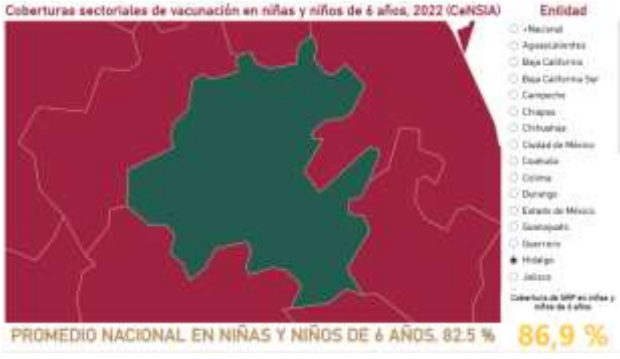 Coberturas sectoriales de vacunación en niñas y niños de 6 años, 2022 (CeNSIA)
Entidad
+Nacional
Aguascalientes
Baja California
Baja California Sur
Campeche
Chiapas
Chihuahua
Ciudad de México
Coahuila
Colima
Durango
Estado de México
Guanajuato
Guerrero
Hidalgo
Jalisco
Cobertura de SRP en niñas y
niños de 6 años
PROMEDIO NACIONAL EN NIÑAS Y NIÑOS DE 6 AÑOS. 82.5 %
86,9 %